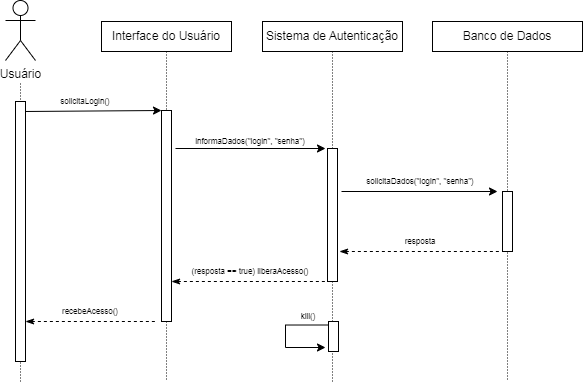 Interface do Usuário
Sistema de Autenticação
Banco de Dados
Usuário
solicitaLogin()
informaDados("login", "senha")
solicitaDados("login", "senha")
resposta
(resposta == true) liberaAcesso()
recebeAcesso()
kill()